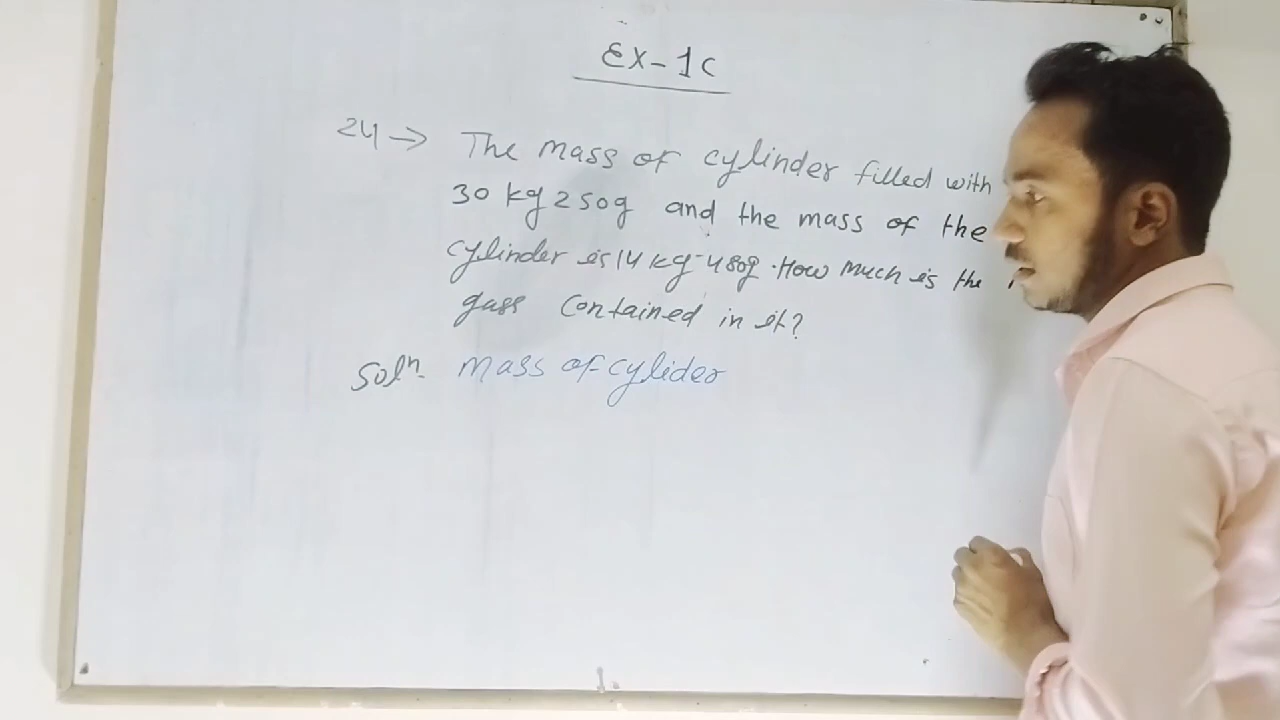 Ex-1C
24→ The mass of cylinder filled with
30 kg 250g and the mass of the
cylinder is 14 kg 480g. How much is the
gass contained in it?
Solⁿ. Mass of cylider